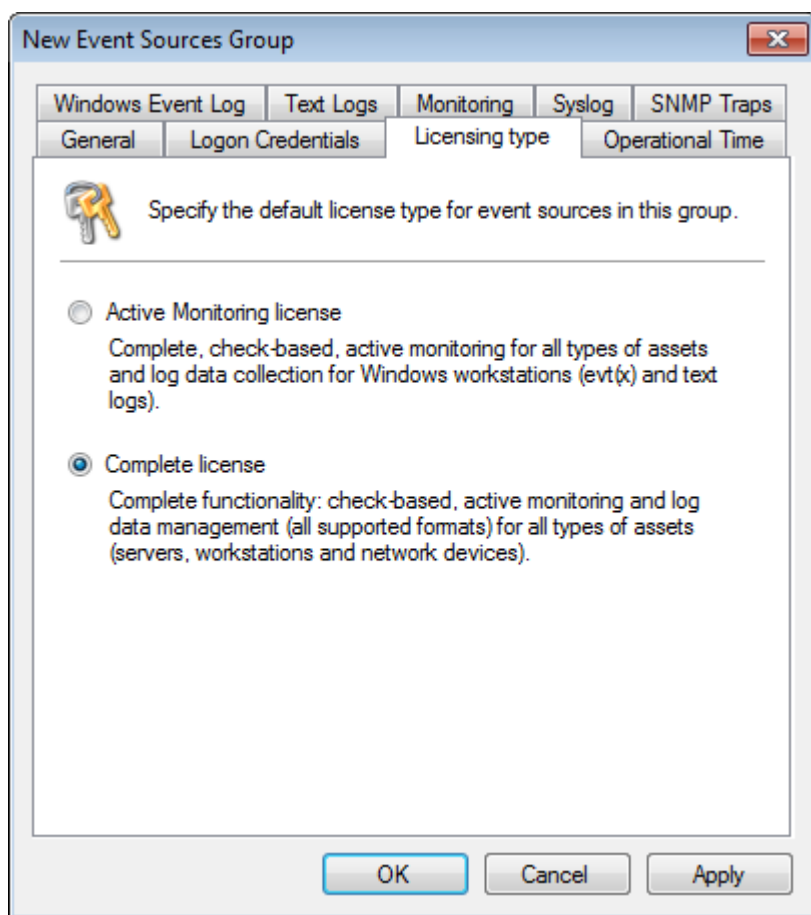 New Event Sources Group
Windows Event Log Text Logs Monitoring Syslog SNMP Traps
General Logon Credentials Licensing type Operational Time
Specify the default license type for event sources in this group.
Active Monitoring license
Complete, check-based, active monitoring for all types of assets
and log data collection for Windows workstations (evt(x) and text
logs).
Complete license
Complete functionality: check-based, active monitoring and log
data management (all supported formats) for all types of assets
(servers, workstations and network devices).
OK Cancel Apply